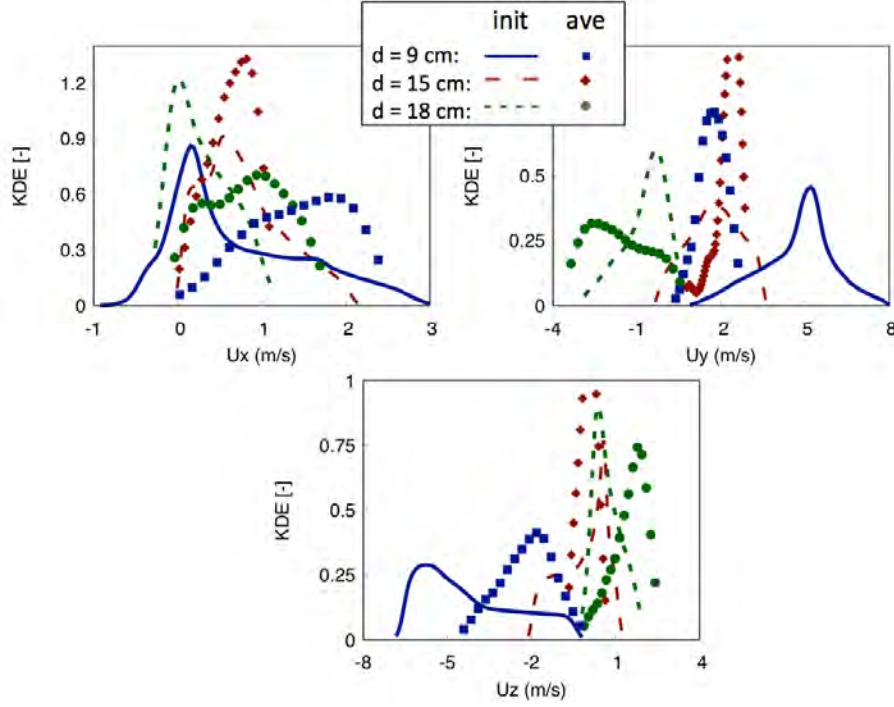 init ave
d = 9 cm:
d = 15 cm:
d = 18 cm:
1.2
0.9
0.6
0.3
0
KDE [-]
-1 0 1 2 3
Ux (m/s)
0.5
0.25
0
KDE [-]
-4 -1 2 5 8
Uy (m/s)
1
0.75
0.5
0.25
0
KDE [-]
-8 -5 -2 1 4
Uz (m/s)